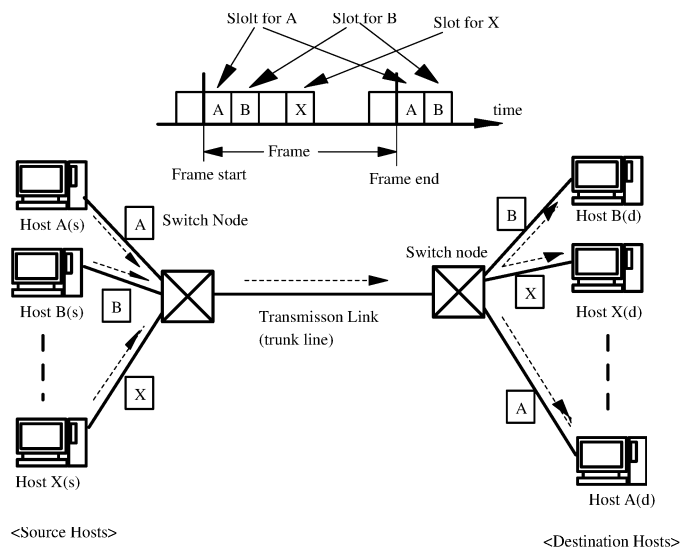 Slolt for A
Slot for B
Slot for X
A
B
X
A
B
time
Frame
Frame start
Frame end
Host A(s)
A
Switch Node
B
Host B(d)
Switch node
Host B(s)
B
X
Host X(d)
Transmisson Link
(trunk line)
X
A
Host X(s)
Host A(d)
<Source Hosts>
<Destination Hosts>